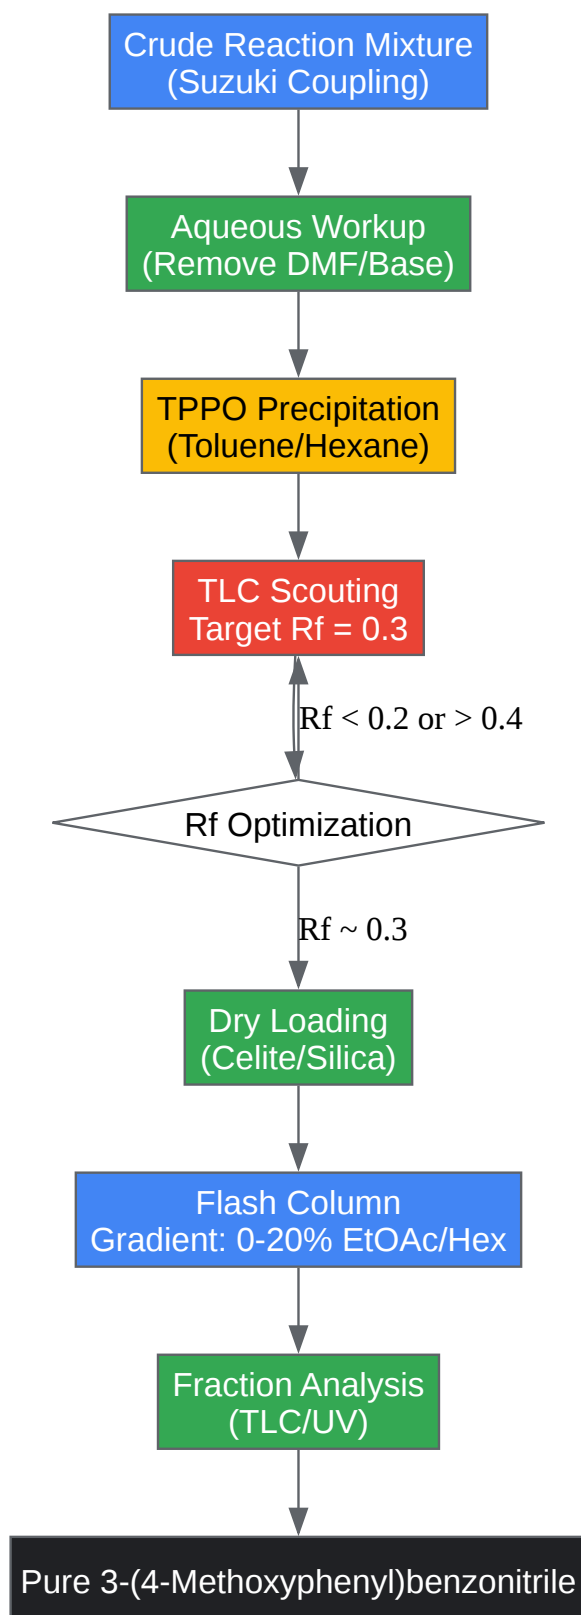 Crude Reaction Mixture
(Suzuki Coupling)
Aqueous Workup
(Remove DMF/Base)
TPPO Precipitation
(Toluene/Hexane)
TLC Scouting
Target Rf = 0.3
Rf < 0.2 or > 0.4
Rf Optimization
Rf ~ 0.3
Dry Loading
(Celite/Silica)
Flash Column
Gradient: 0-20% EtOAc/Hex
Fraction Analysis
(TLC/UV)
Pure 3-(4-Methoxyphenyl)benzonitrile